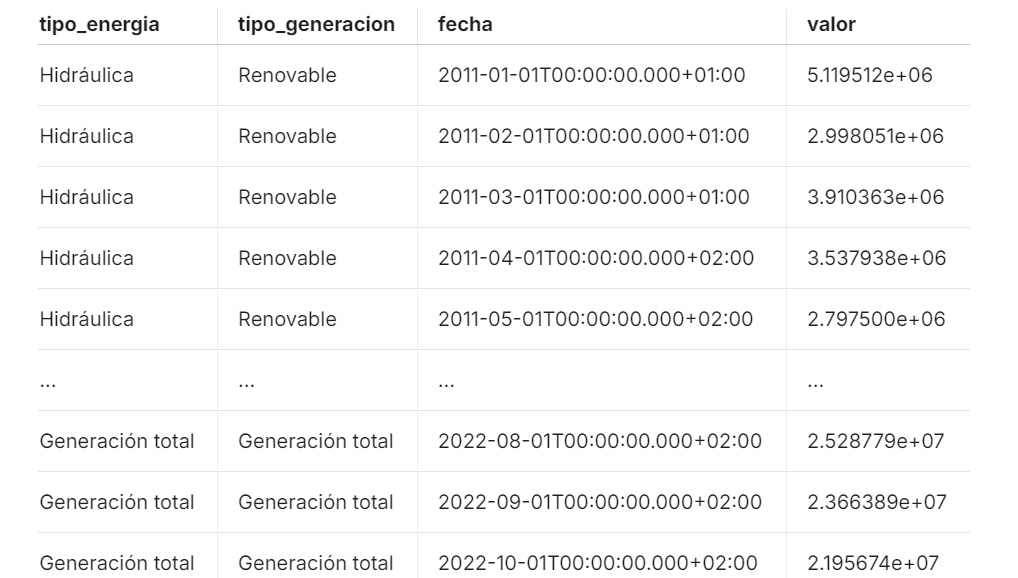 tipo_energia tipo_generacion fecha valor
Hidráulica Renovable 2011-01-01T00:00:00.000+01:00 5.119512e+06
Hidráulica Renovable 2011-02-01T00:00:00.000+01:00 2.998051e+06
Hidráulica Renovable 2011-03-01T00:00:00.000+01:00 3.910363e+06
Hidráulica Renovable 2011-04-01T00:00:00.000+02:00 3.537938e+06
Hidráulica Renovable 2011-05-01T00:00:00.000+02:00 2.797500e+06
... ... ... ...
Generación total Generación total 2022-08-01T00:00:00.000+02:00 2.528779e+07
Generación total Generación total 2022-09-01T00:00:00.000+02:00 2.366389e+07
Generación total Generación total 2022-10-01T00:00:00.000+02:00 2.195674e+07